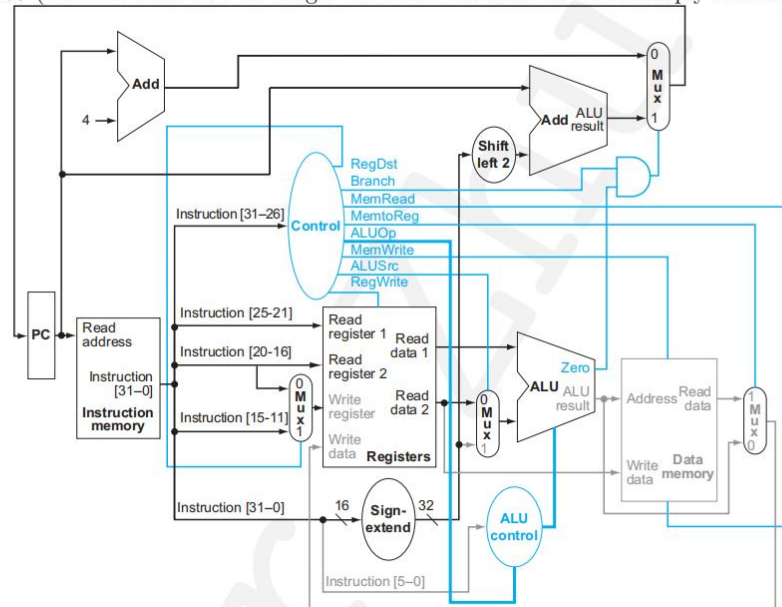 0
Mux
1
Add
4
Add ALU
result
Shift
left 2
RegDst
Branch
MemRead
MemtoReg
ALUOp
MemWrite
ALUSrc
RegWrite
Control
Instruction [31–26]
PC
Read
address
Instruction
[31–0]
Instruction
memory
Instruction [25-21]
Instruction [20-16]
Instruction [15-11]
0
Mux
1
Read
register 1
Read
register 2
Write
register
Write
data
Read
data 1
Read
data 2
Registers
0
Mux
1
ALU
Zero
ALU
result
Address
Read
data
Write
data
Data
memory
1
Mux
0
Instruction [31–0]
16
Sign-
extend
32
ALU
control
Instruction [5–0]